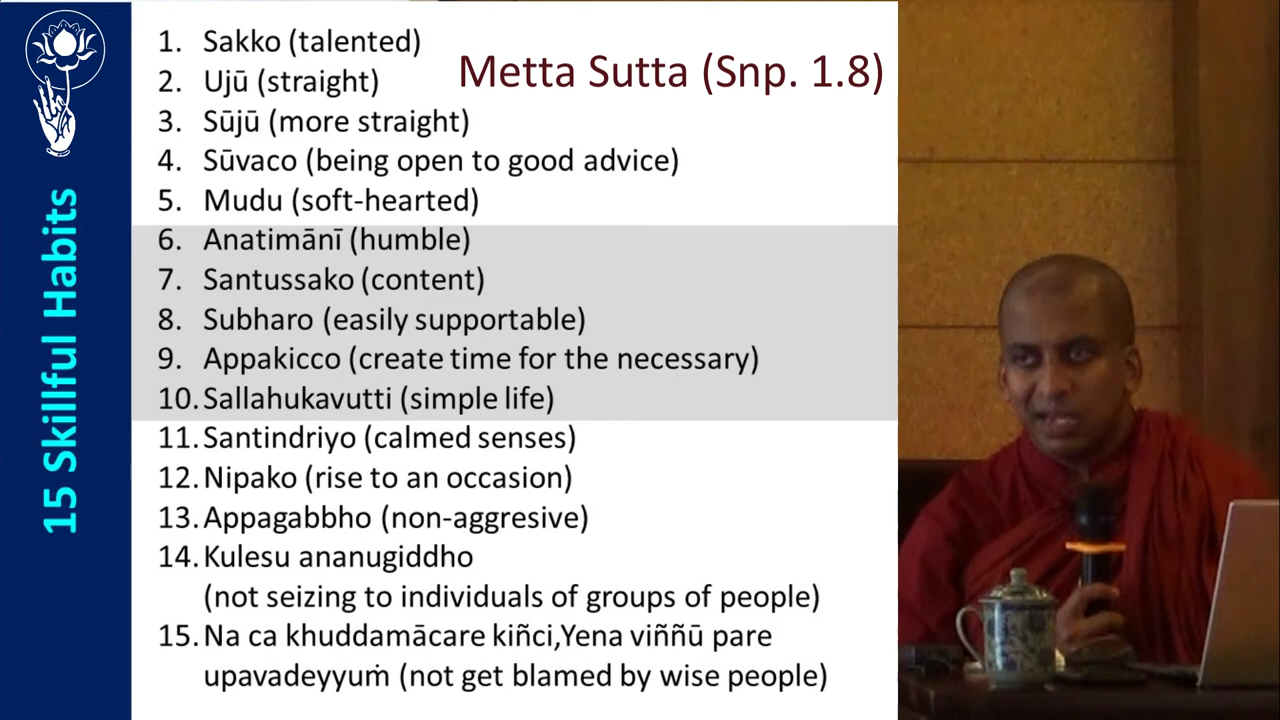 15 Skillful Habits
Metta Sutta (Snp. 1.8)
1. Sakko (talented)
2. Ujū (straight)
3. Sūjū (more straight)
4. Sūvaco (being open to good advice)
5. Mudu (soft-hearted)
6. Anatimānī (humble)
7. Santussako (content)
8. Subharo (easily supportable)
9. Appakicco (create time for the necessary)
10. Sallahukavutti (simple life)
11. Santindriyo (calmed senses)
12. Nipako (rise to an occasion)
13. Appagabbho (non-aggresive)
14. Kulesu ananugiddho
(not seizing to individuals of groups of people)
15. Na ca khuddamācare kiñci,Yena viññū pare
upavadeyyuṁ (not get blamed by wise people)